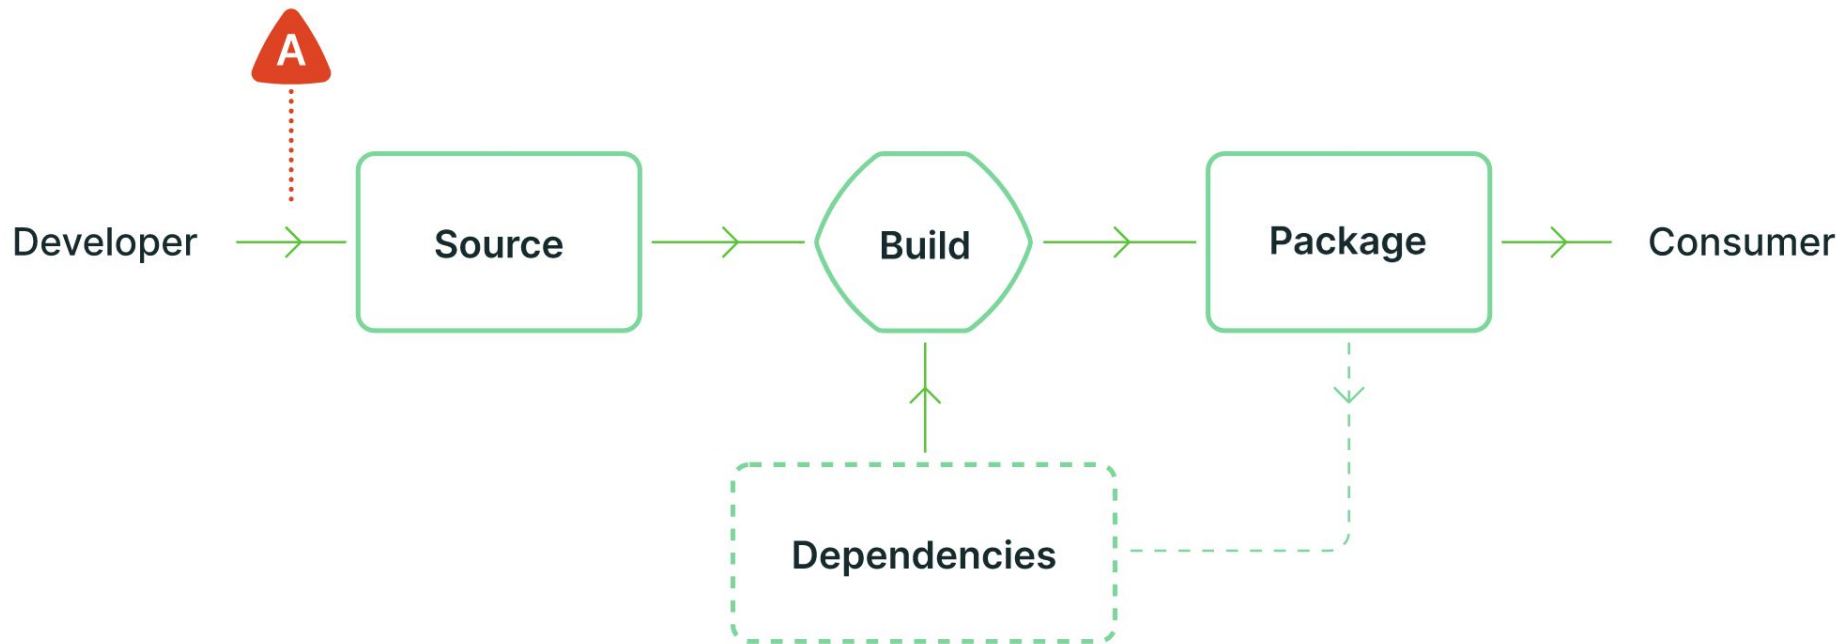 A
Developer
Source
Build
Package
Consumer
Dependencies